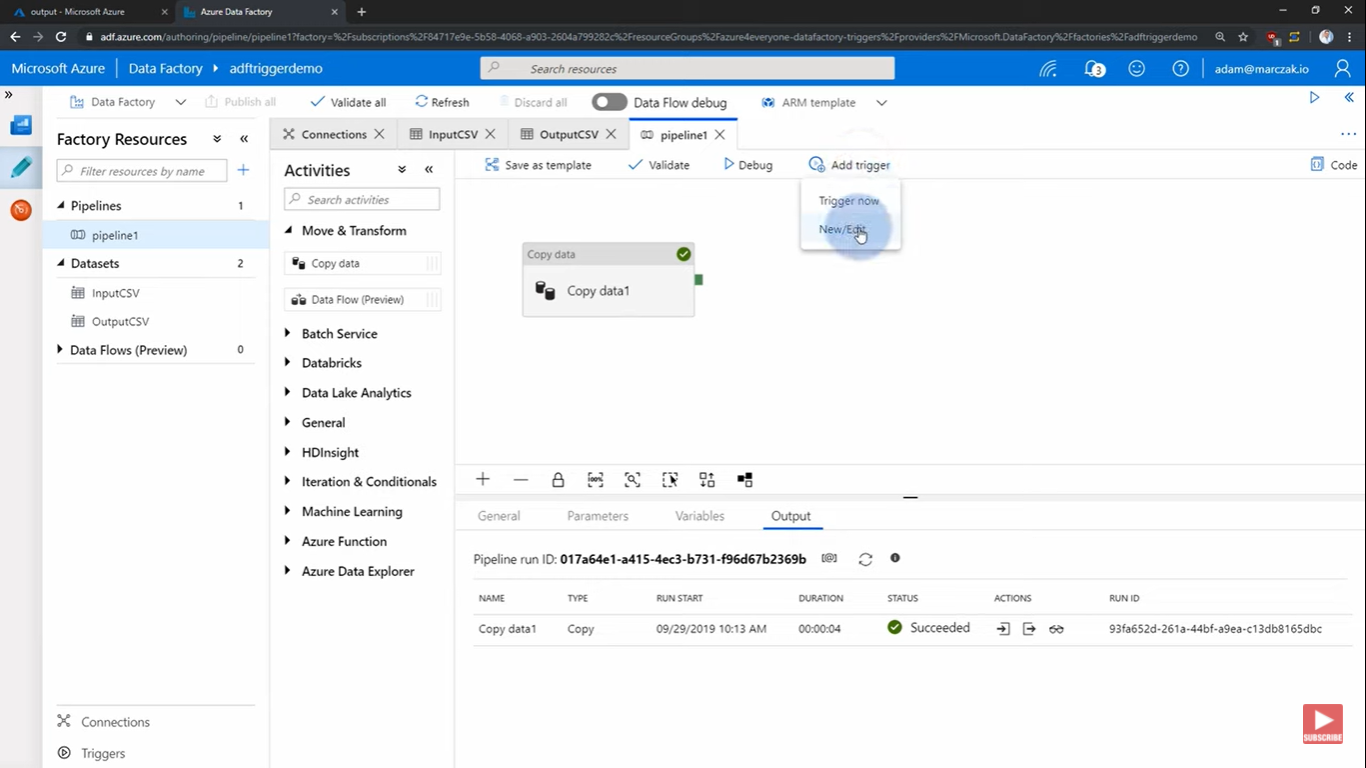 output - Microsoft Azure
Azure Data Factory
adf.azure.com/authoring/pipeline/pipeline1?factory=%2Fsubscriptions%2F84717e9e-5b58-4068-a903-2604a799282c%2FresourceGroups%2Fazure4everyone-datafactory-triggers%2Fproviders%2FMicrosoft.DataFactory%2Ffactories%2Fadftriggerdemo
Microsoft Azure
Data Factory
adftriggerdemo
Search resources
3
adam@marczak.io
Data Factory
Publish all
Validate all
Refresh
Discard all
Data Flow debug
ARM template
Factory Resources
Connections
InputCSV
OutputCSV
pipeline1
Filter resources by name
Activities
Save as template
Validate
Debug
Add trigger
Code
Trigger now
New/Edit
Search activities
Pipelines 1
pipeline1
Datasets 2
InputCSV
OutputCSV
Data Flows (Preview) 0
Move & Transform
Copy data
Data Flow (Preview)
Batch Service
Databricks
Data Lake Analytics
General
HDInsight
Iteration & Conditionals
Machine Learning
Azure Function
Azure Data Explorer
Copy data
Copy data1
100%
General
Parameters
Variables
Output
Pipeline run ID: 017a64e1-a415-4ec3-b731-f96d67b2369b
NAME TYPE RUN START DURATION STATUS ACTIONS RUN ID
Copy data1 Copy 09/29/2019 10:13 AM 00:00:04 Succeeded 93fa652d-261a-44bf-a9ea-c13db8165dbc
Connections
Triggers
SUBSCRIBE